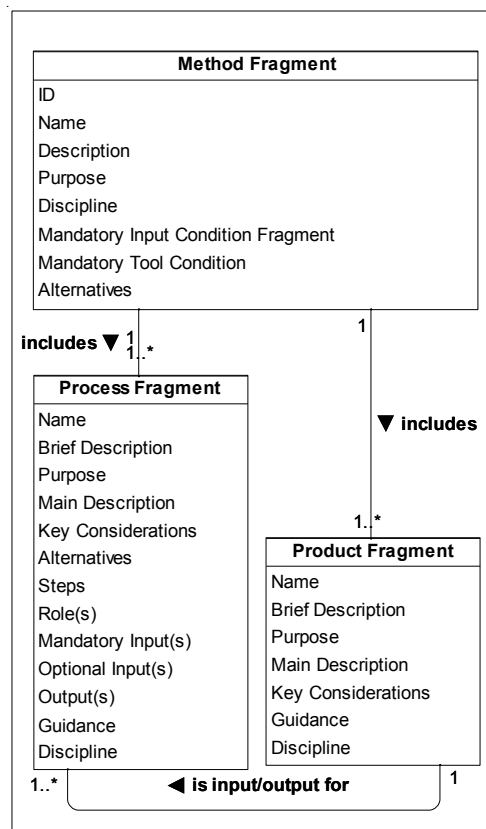 Method Fragment
ID
Name
Description
Purpose
Discipline
Mandatory Input Condition Fragment
Mandatory Tool Condition
Alternatives
includes ▼ 1
1..*
1
Process Fragment
Name
Brief Description
Purpose
Main Description
Key Considerations
Alternatives
Steps
Role(s)
Mandatory Input(s)
Optional Input(s)
Output(s)
Guidance
Discipline
▼ includes
1..*
Product Fragment
Name
Brief Description
Purpose
Main Description
Key Considerations
Guidance
Discipline
1..* ◄ is input/output for 1